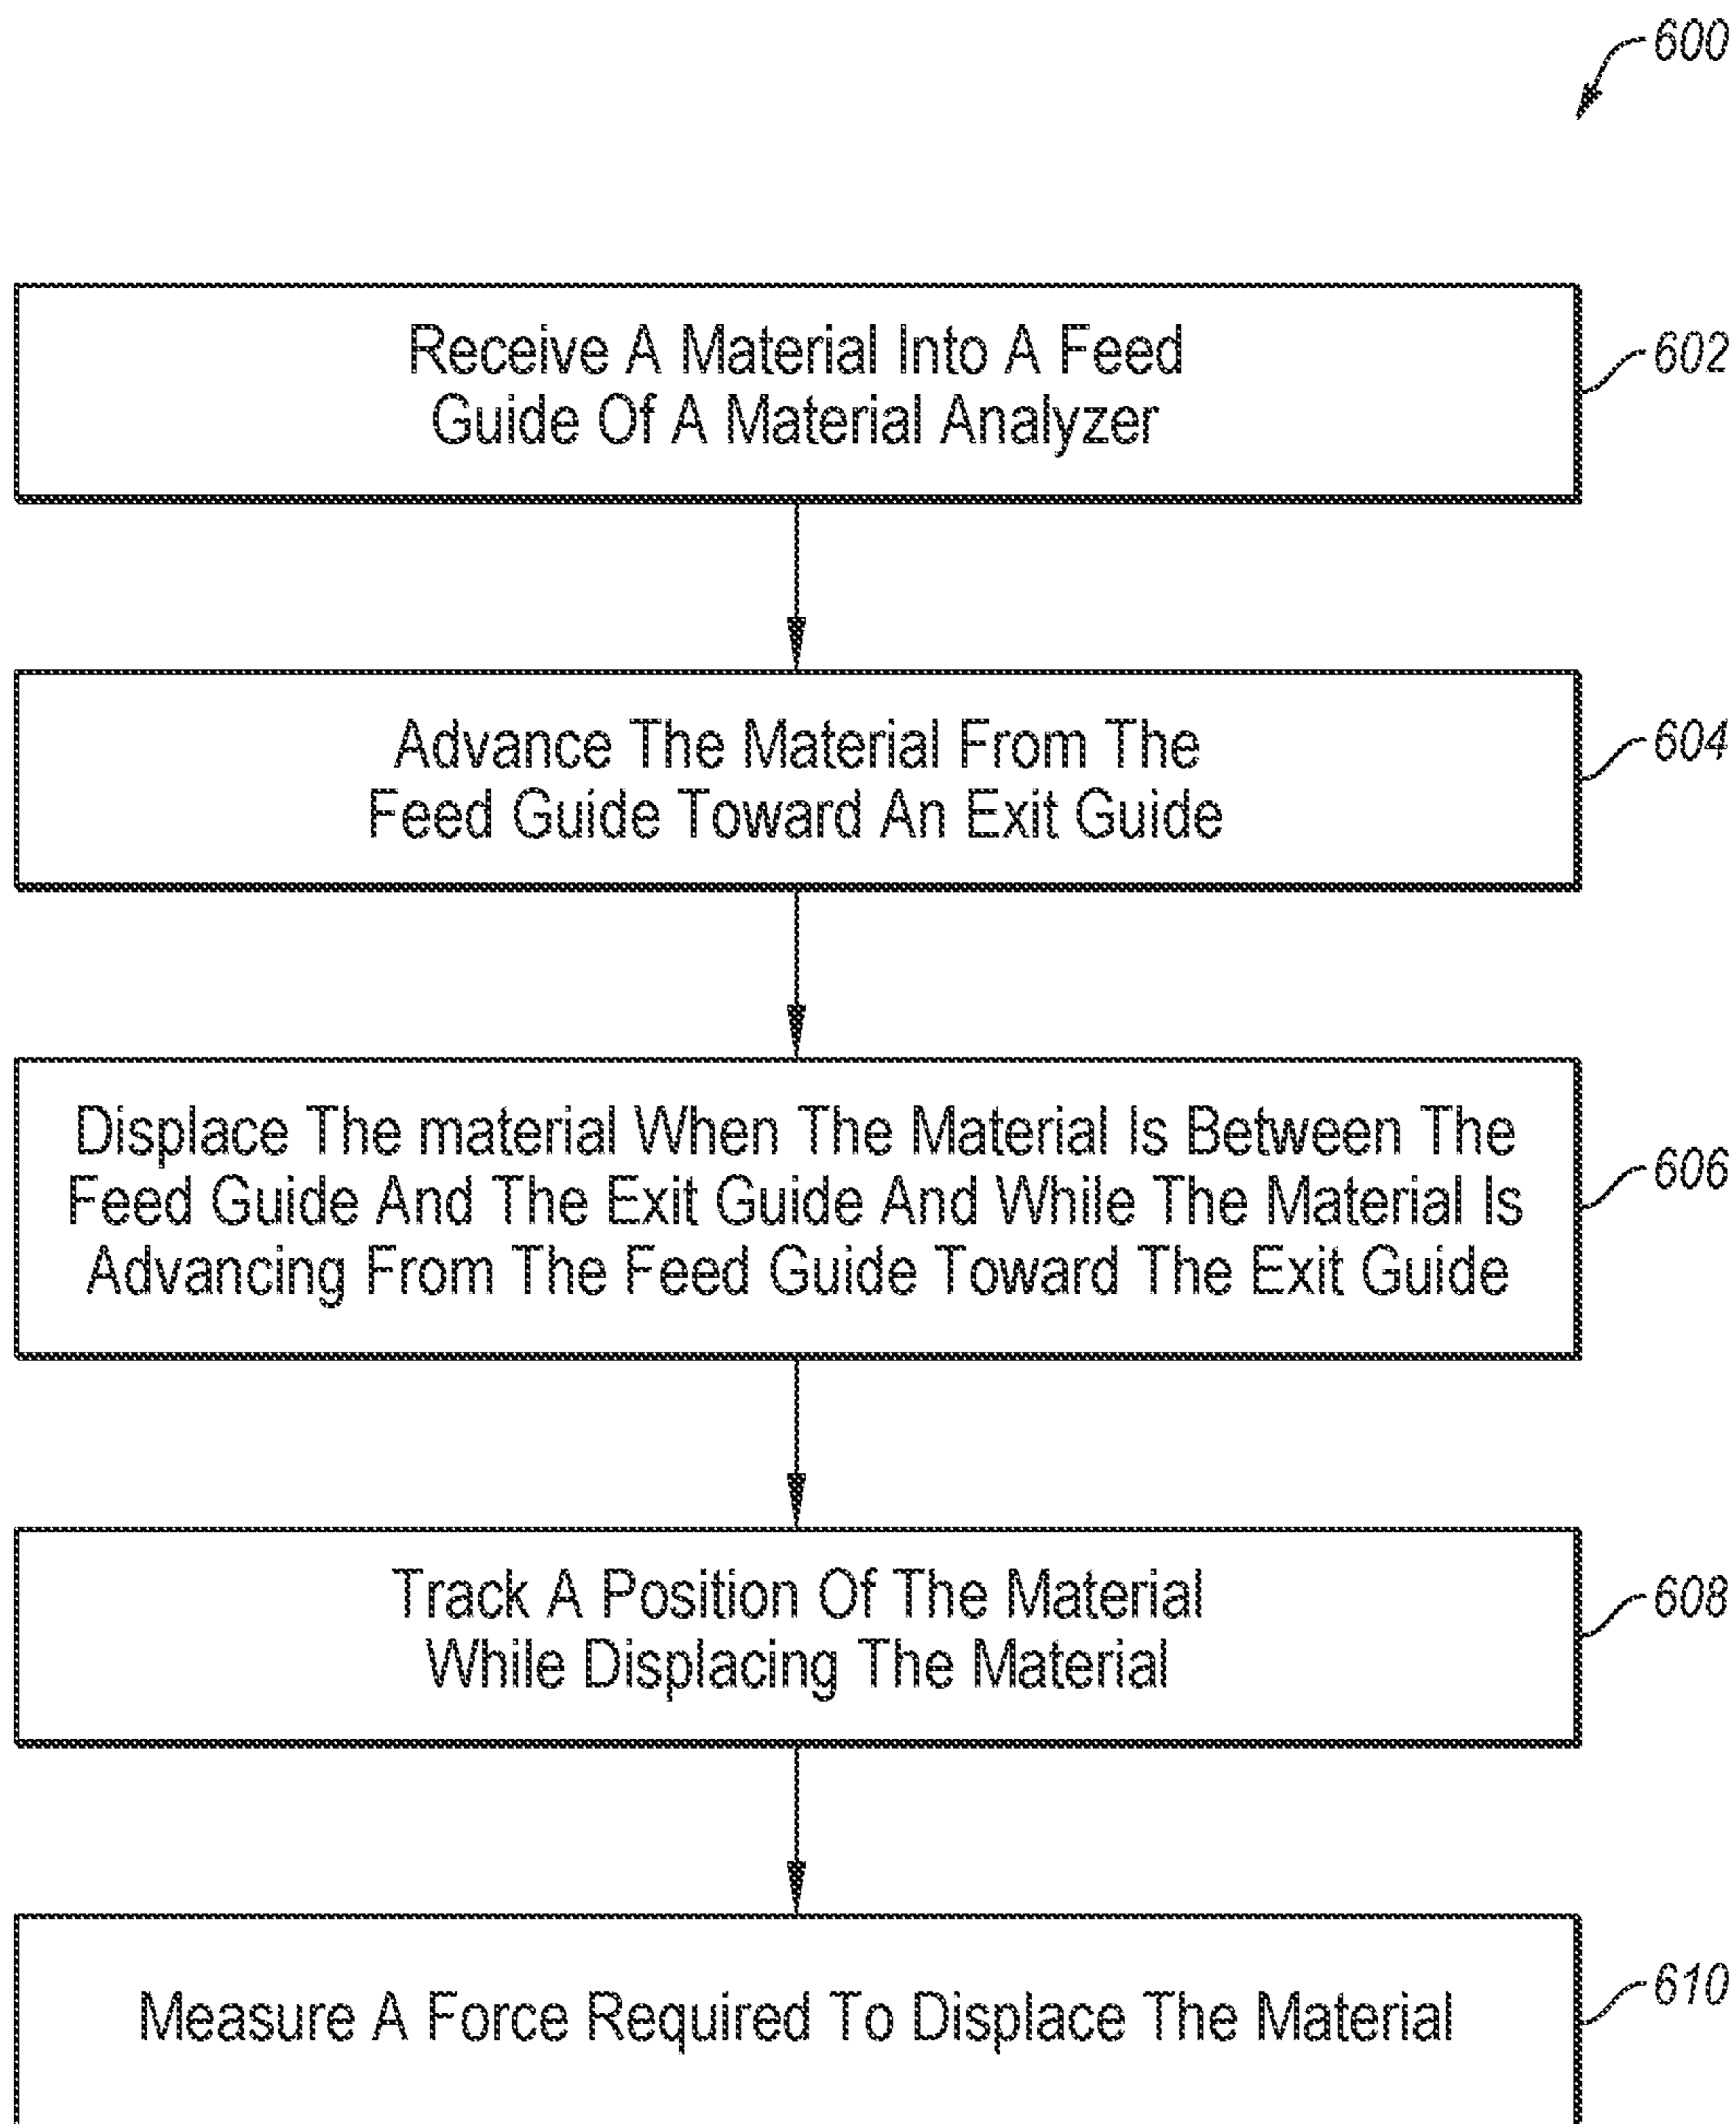 600
Receive A Material Into A Feed
Guide Of A Material Analyzer
602
Advance The Material From The
Feed Guide Toward An Exit Guide
604
Displace The material When The Material Is Between The
Feed Guide And The Exit Guide And While The Material Is
Advancing From The Feed Guide Toward The Exit Guide
606
Track A Position Of The Material
While Displacing The Material
608
Measure A Force Required To Displace The Material
610